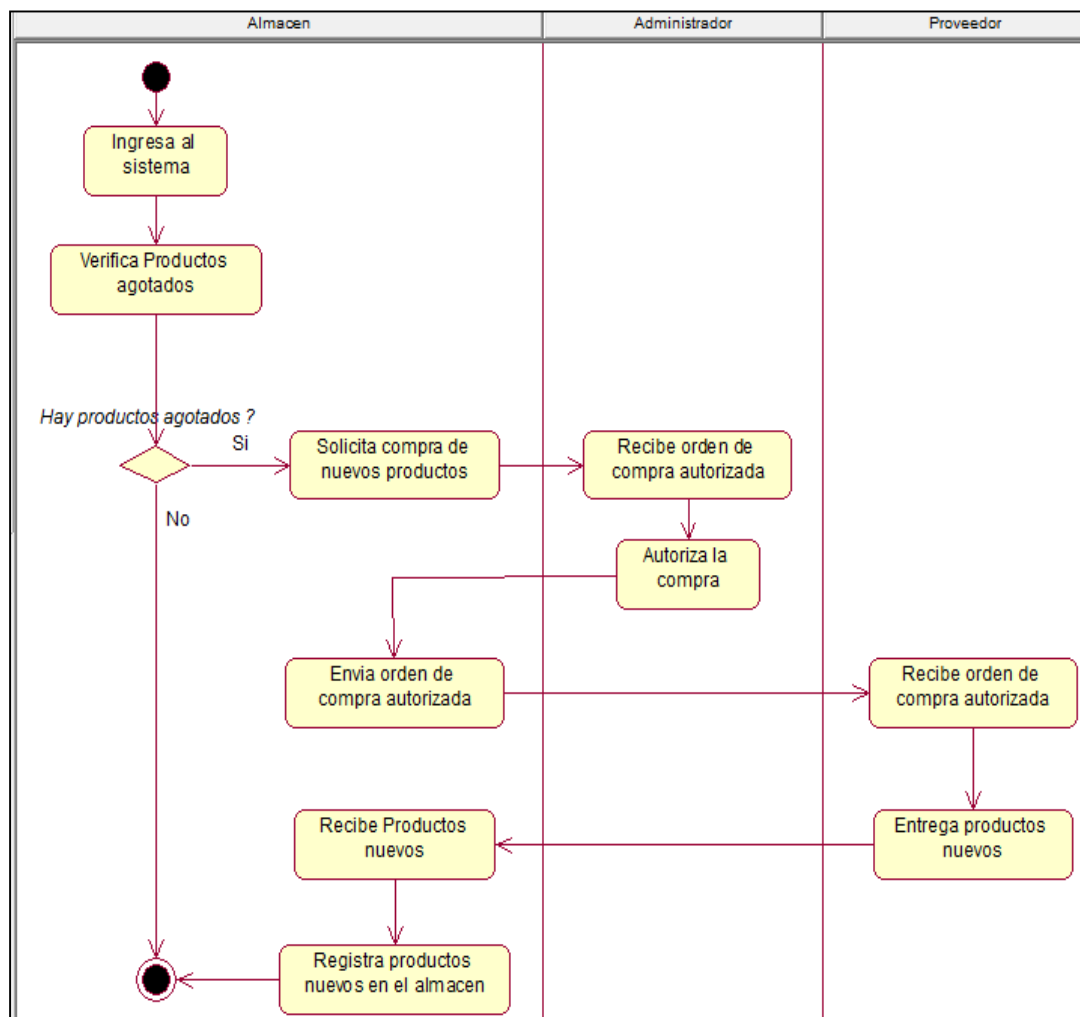 Almacen
Administrador
Proveedor
Ingresa al
sistema
Verifica Productos
agotados
Hay productos agotados ?
Si
No
Solicita compra de
nuevos productos
Recibe orden de
compra autorizada
Autoriza la
compra
Envia orden de
compra autorizada
Recibe orden de
compra autorizada
Entrega productos
nuevos
Recibe Productos
nuevos
Registra productos
nuevos en el almacen